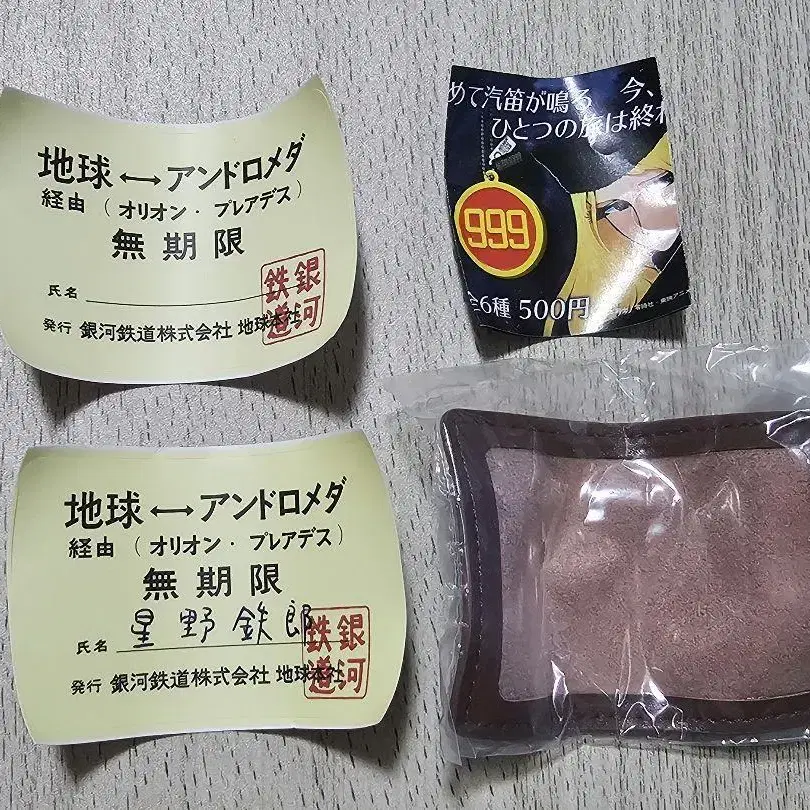 地球↔アンドロメダ
経由(オリオン・プレアデス)
無期限
氏名
発行 銀河鉄道株式会社 地球本社
銀河鉄道
めて汽笛が鳴る 今、
ひとつの旅は終わ
999
全6種 500円
地球↔アンドロメダ
経由(オリオン・プレアデス)
無期限
氏名 星野鉄郎
発行 銀河鉄道株式会社 地球本社
銀河鉄道